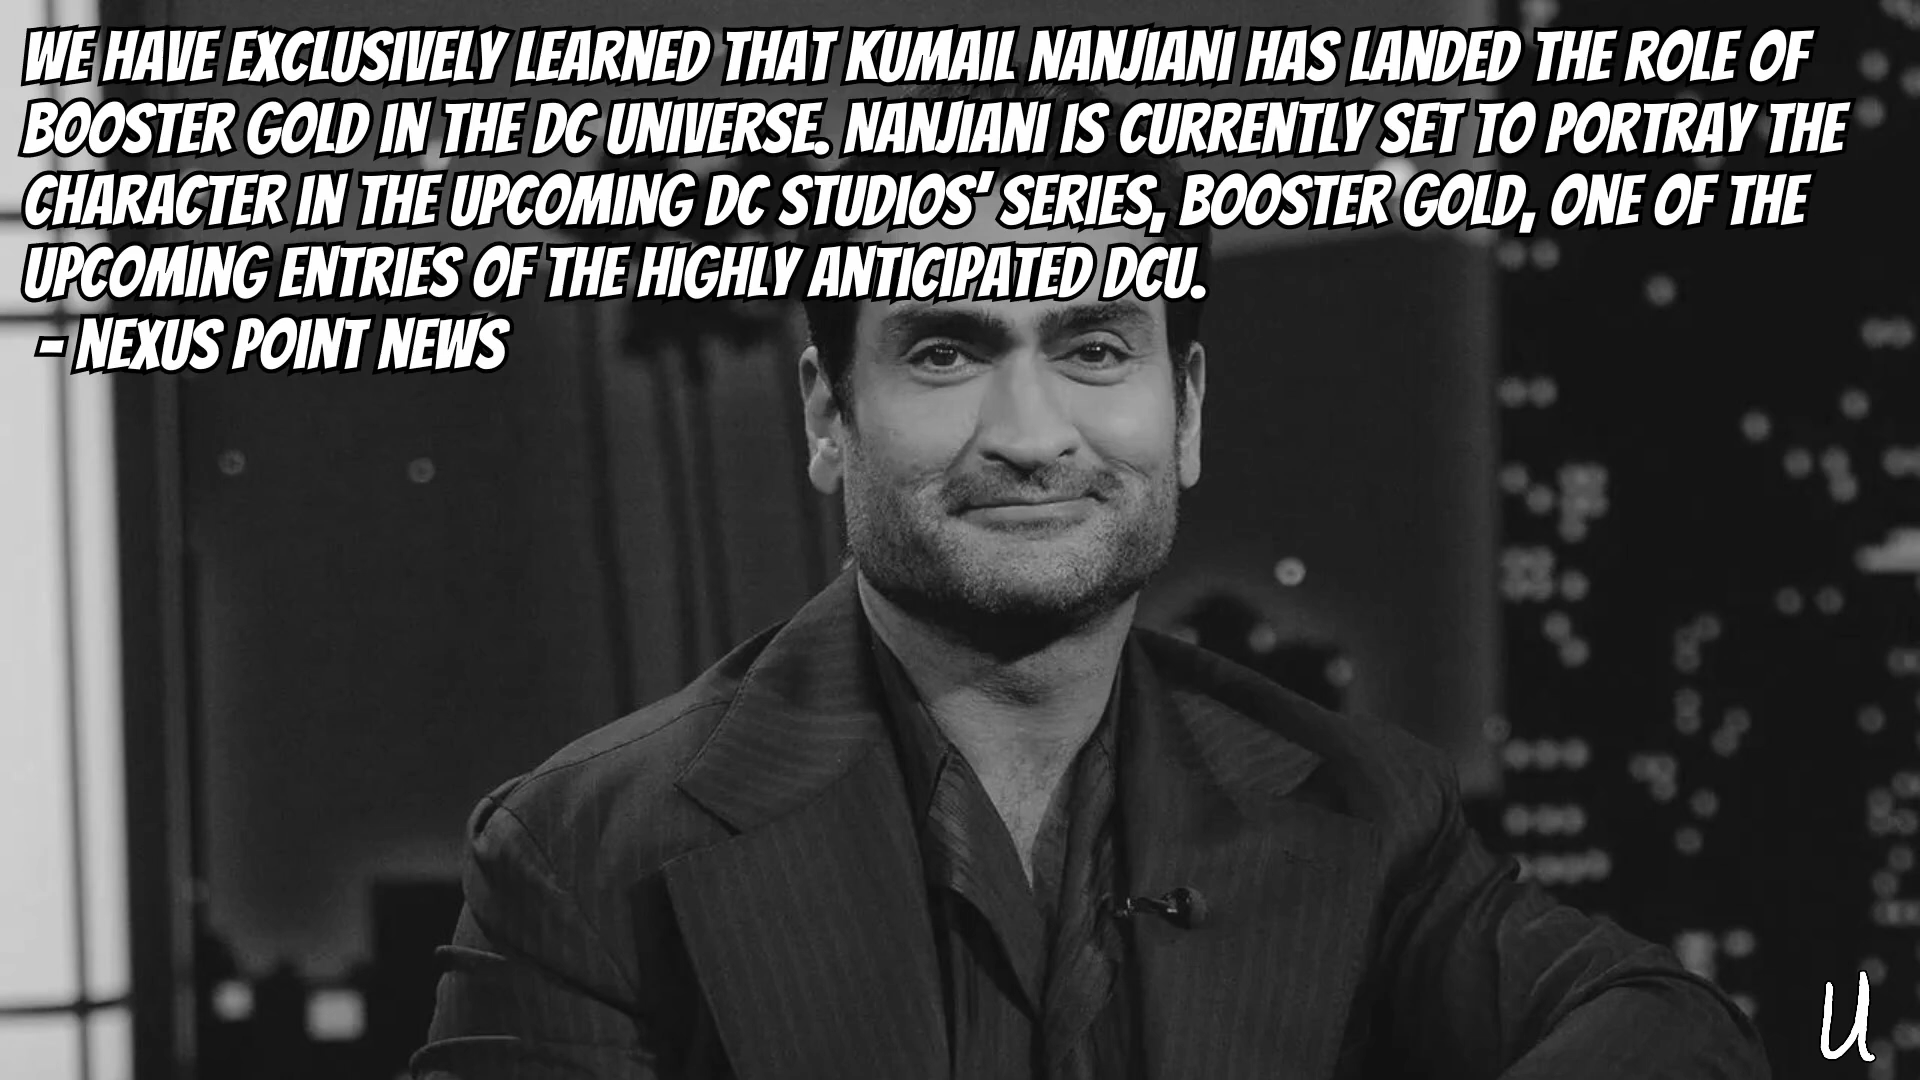 WE HAVE EXCLUSIVELY LEARNED THAT KUMAIL NANJIANI HAS LANDED THE ROLE OF
BOOSTER GOLD IN THE DC UNIVERSE. NANJIANI IS CURRENTLY SET TO PORTRAY THE
CHARACTER IN THE UPCOMING DC STUDIOS' SERIES, BOOSTER GOLD, ONE OF THE
UPCOMING ENTRIES OF THE HIGHLY ANTICIPATED DCU.
- NEXUS POINT NEWS
U